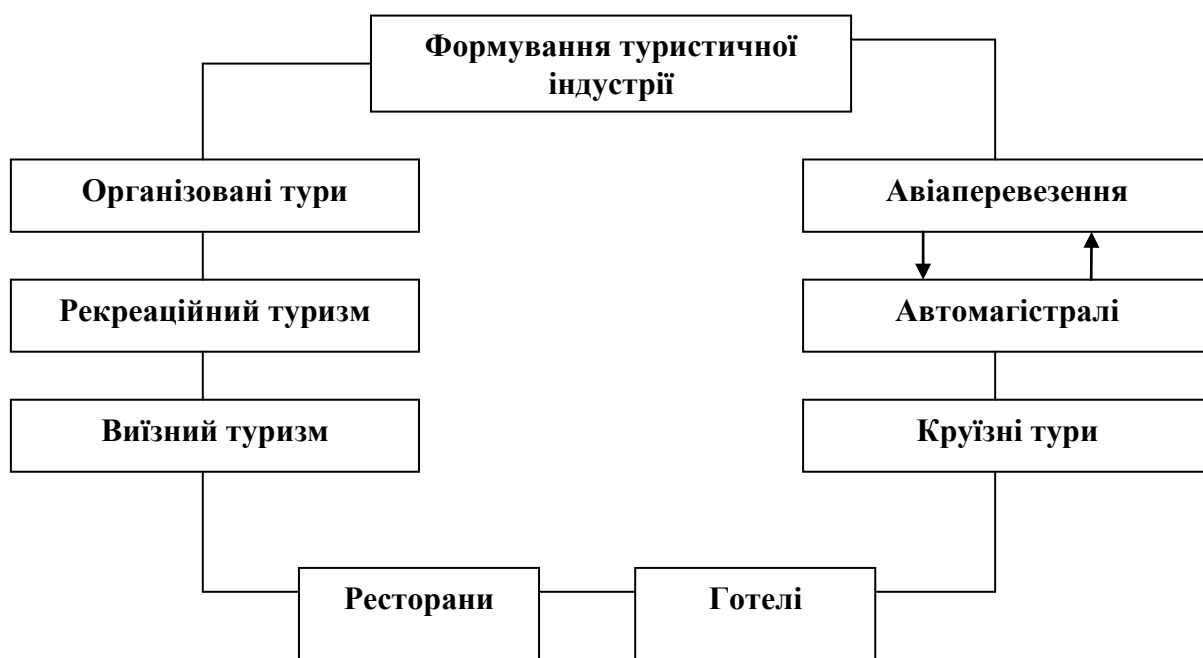 Формування туристичної
індустрії
Організовані тури
Авіаперевезення
Рекреаційний туризм
Автомагістралі
Виїзний туризм
Круїзні тури
Ресторани
Готелі